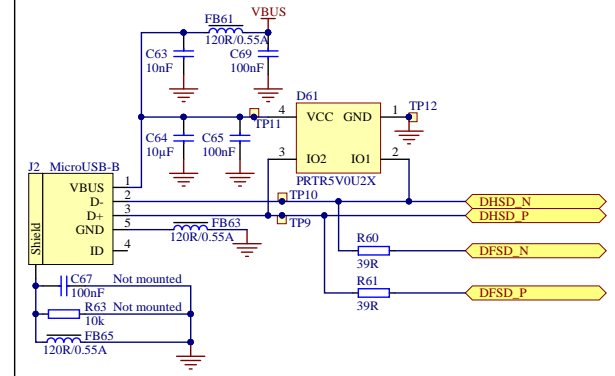 FB61
VBUS
120R/0.55A
C63
10nF
C69
100nF
D61
TP11
4
VCC GND
1
TP12
C64
10µF
C65
100nF
3
IO2 IO1
2
PRTR5V0U2X
J2 MicroUSB-B
VBUS
1
TP10
D-
2
DHSD_N
D+
3
DHSD_P
TP9
GND
5
FB63
120R/0.55A
ID
4
Shield
R60
39R
DFSD_N
R61
39R
DFSD_P
C67 Not mounted
100nF
R63 Not mounted
10k
FB65
120R/0.55A